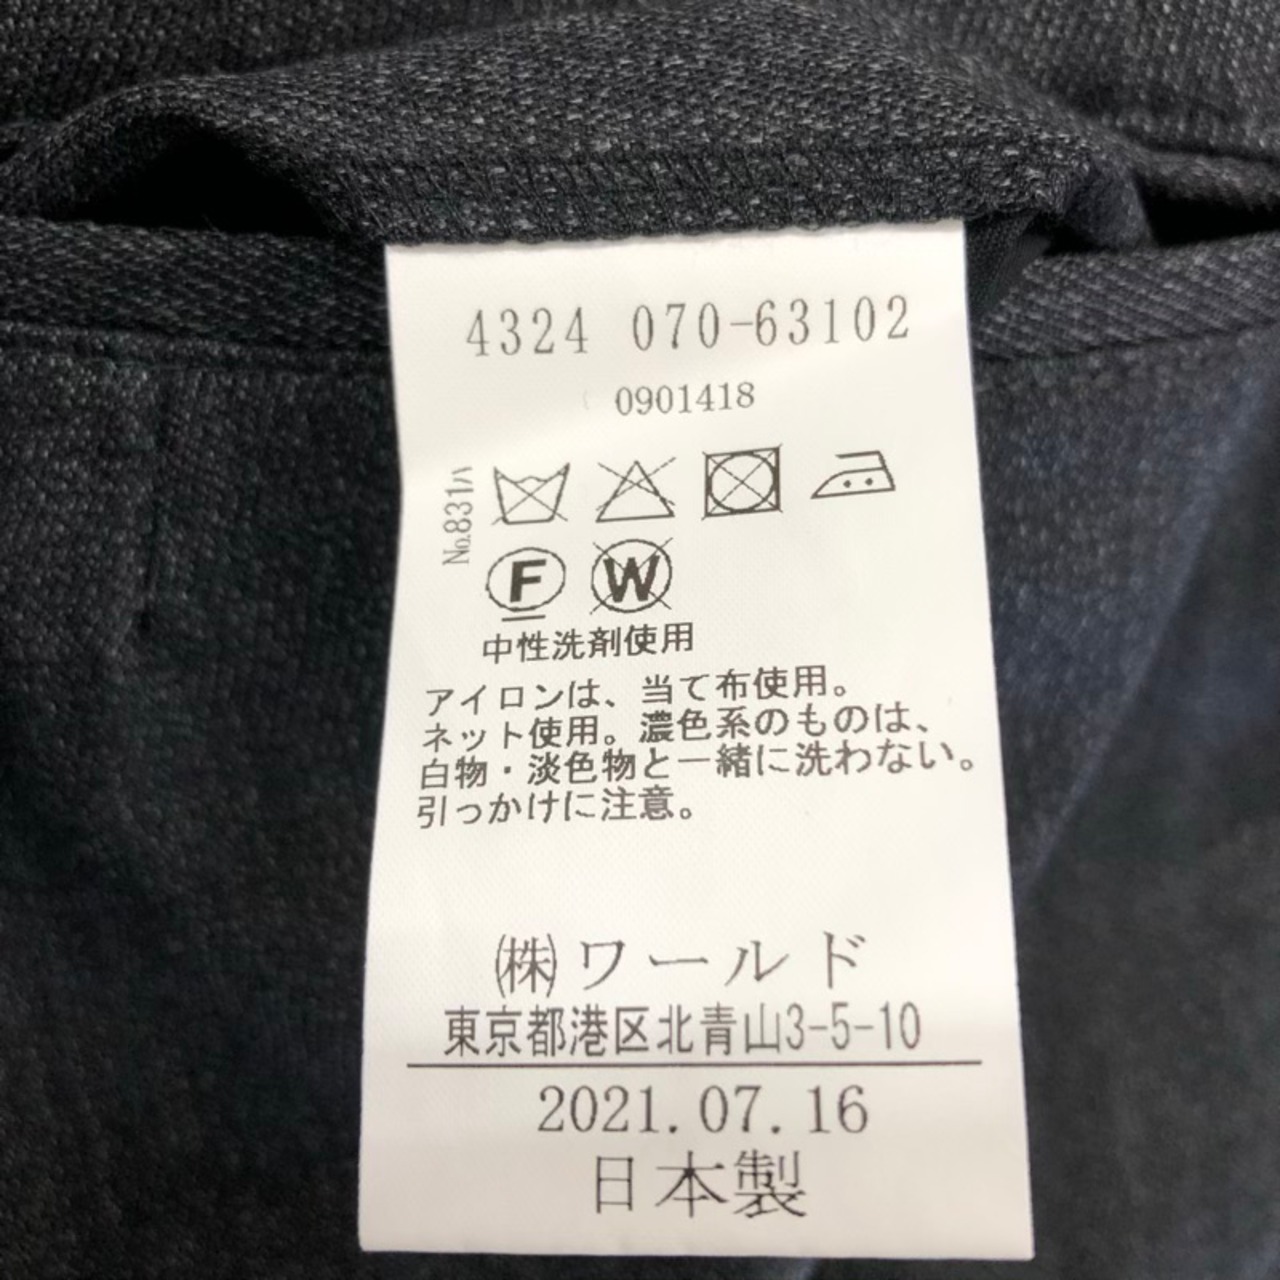 4324 070-63102
0901418
No.831ハ
F W
中性洗剤使用
アイロンは、当て布使用。
ネット使用。濃色系のものは、
白物・淡色物と一緒に洗わない。
引っかけに注意。
㈱ワールド
東京都港区北青山3-5-10
2021.07.16
日本製